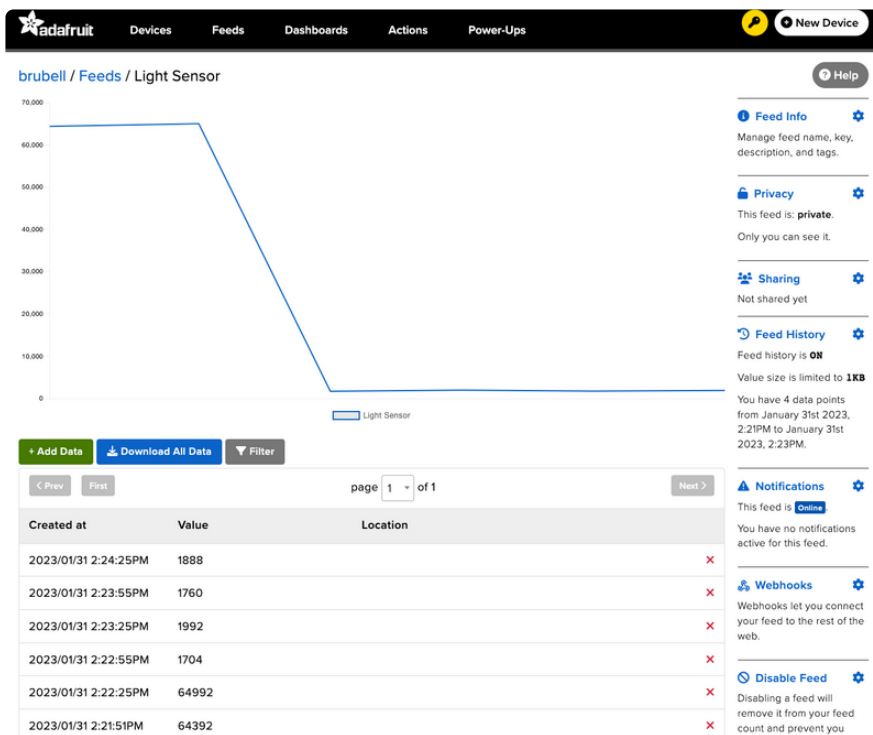 adafruit Devices Feeds Dashboards Actions Power-Ups New Device
brubell / Feeds / Light Sensor
Help
70,000
60,000
50,000
40,000
30,000
20,000
10,000
0
Light Sensor
+ Add Data Download All Data Filter
< Prev First page 1 of 1 Next >
Created at Value Location
2023/01/31 2:24:25PM 1888 ×
2023/01/31 2:23:55PM 1760 ×
2023/01/31 2:23:25PM 1992 ×
2023/01/31 2:22:55PM 1704 ×
2023/01/31 2:22:25PM 64992 ×
2023/01/31 2:21:51PM 64392 ×
Feed Info
Manage feed name, key,
description, and tags.
Privacy
This feed is: private.
Only you can see it.
Sharing
Not shared yet
Feed History
Feed history is ON
Value size is limited to 1KB
You have 4 data points
from January 31st 2023,
2:21PM to January 31st
2023, 2:23PM.
Notifications
This feed is Online.
You have no notifications
active for this feed.
Webhooks
Webhooks let you connect
your feed to the rest of the
web.
Disable Feed
Disabling a feed will
remove it from your feed
count and prevent you